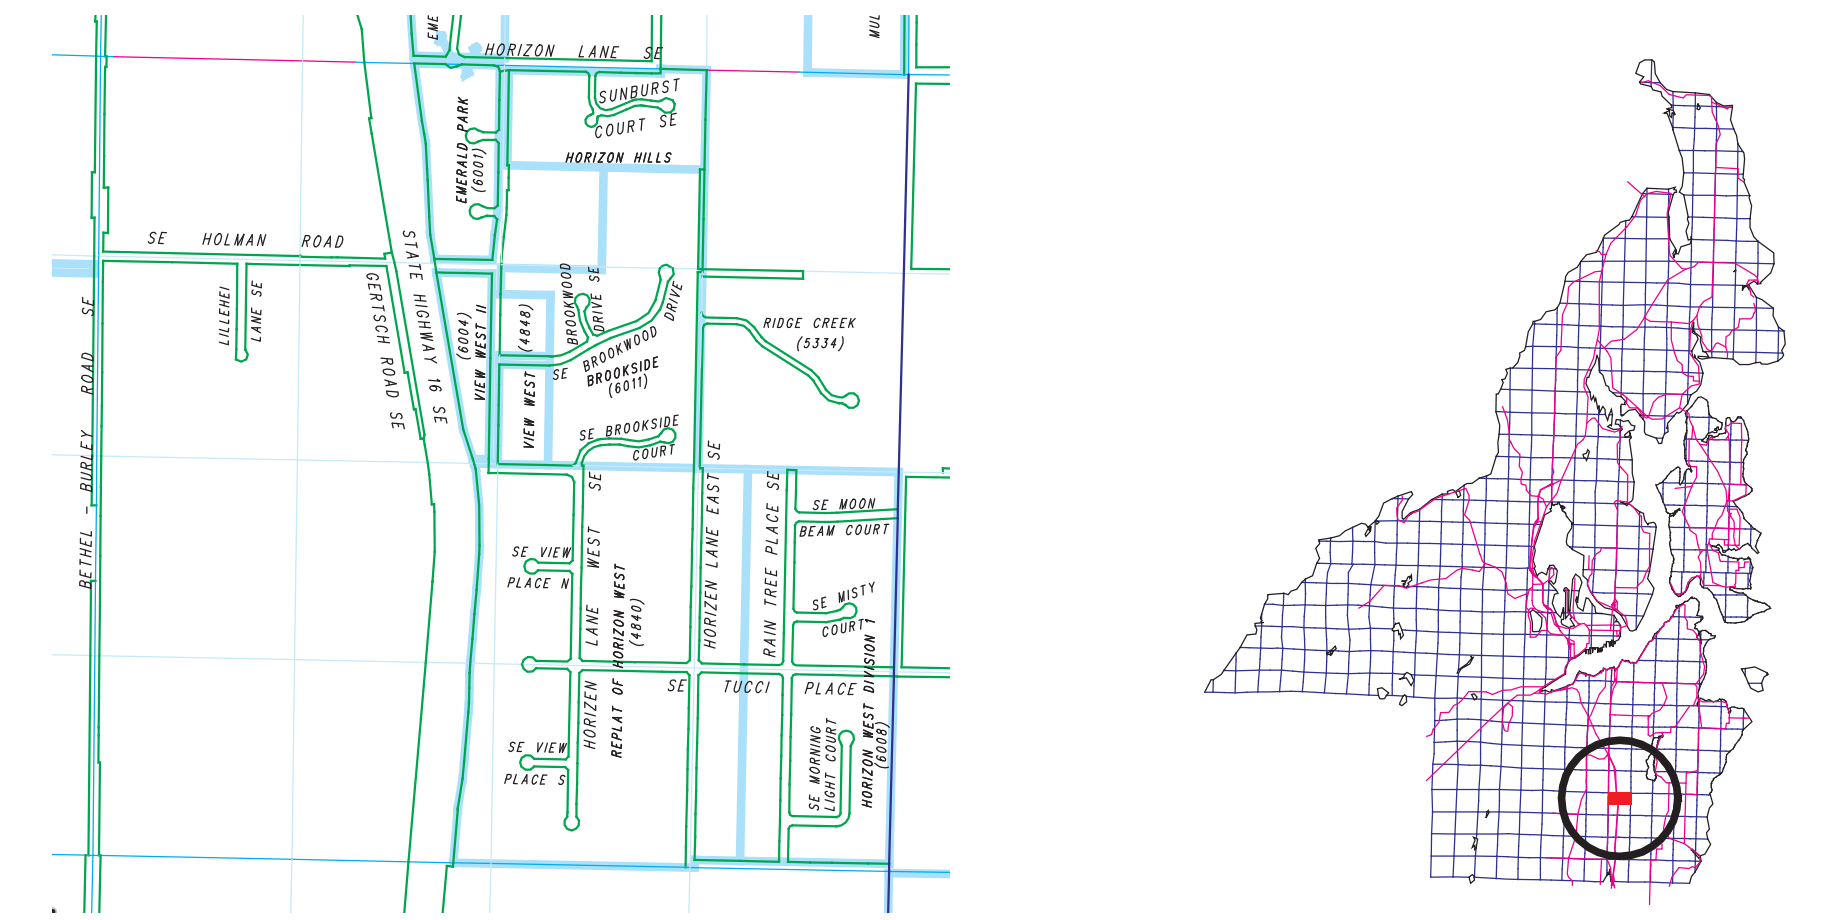 EME
MUL
HORIZON LANE SE
SUNBURST
COURT SE
EMERALD PARK
(6001)
HORIZON HILLS
SE HOLMAN ROAD
STATE HIGHWAY 16 SE
GERTSCH ROAD SE
LILLEHEI
LANE SE
BETHEL - BURLEY ROAD SE
(6004)
VIEW WEST II
(4848)
VIEW WEST
BROOKWOOD
DRIVE SE
SE BROOKWOOD DRIVE
BROOKSIDE
(6011)
RIDGE CREEK
(5334)
SE BROOKSIDE
COURT
HORIZEN LANE WEST SE
HORIZEN LANE EAST SE
RAIN TREE PLACE SE
SE MOON
BEAM COURT
SE VIEW
PLACE N
REPLAT OF HORIZON WEST
(4840)
SE MISTY
COURT
SE TUCCI PLACE
HORIZON WEST DIVISION 1
(6008)
SE MORINING
LIGHT COURT
SE VIEW
PLACE S